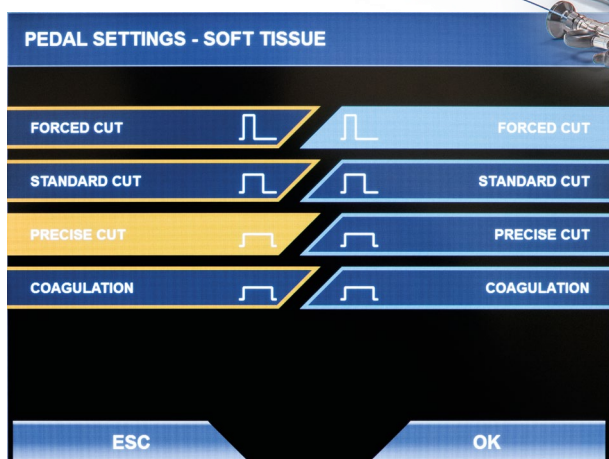 PEDAL SETTINGS - SOFT TISSUE
FORCED CUT FORCED CUT
STANDARD CUT STANDARD CUT
PRECISE CUT PRECISE CUT
COAGULATION COAGULATION
ESC OK